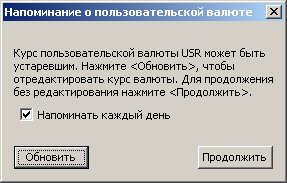 Напоминание о пользовательской валюте
Курс пользовательской валюты USR может быть
устаревшим. Нажмите <Обновить>, чтобы
отредактировать курс валюты. Для продолжения
без редактирования нажмите <Продолжить>.
Напоминать каждый день
Обновить
Продолжить